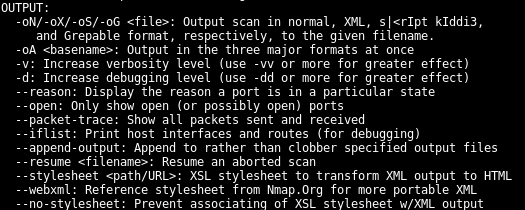 OUTPUT:
-oN/-oX/-oS/-oG <file>: Output scan in normal, XML, s|<rIpt kIddi3,
and Grepable format, respectively, to the given filename.
-oA <basename>: Output in the three major formats at once
-v: Increase verbosity level (use -vv or more for greater effect)
-d: Increase debugging level (use -dd or more for greater effect)
--reason: Display the reason a port is in a particular state
--open: Only show open (or possibly open) ports
--packet-trace: Show all packets sent and received
--iflist: Print host interfaces and routes (for debugging)
--append-output: Append to rather than clobber specified output files
--resume <filename>: Resume an aborted scan
--stylesheet <path/URL>: XSL stylesheet to transform XML output to HTML
--webxml: Reference stylesheet from Nmap.Org for more portable XML
--no-stylesheet: Prevent associating of XSL stylesheet w/XML output